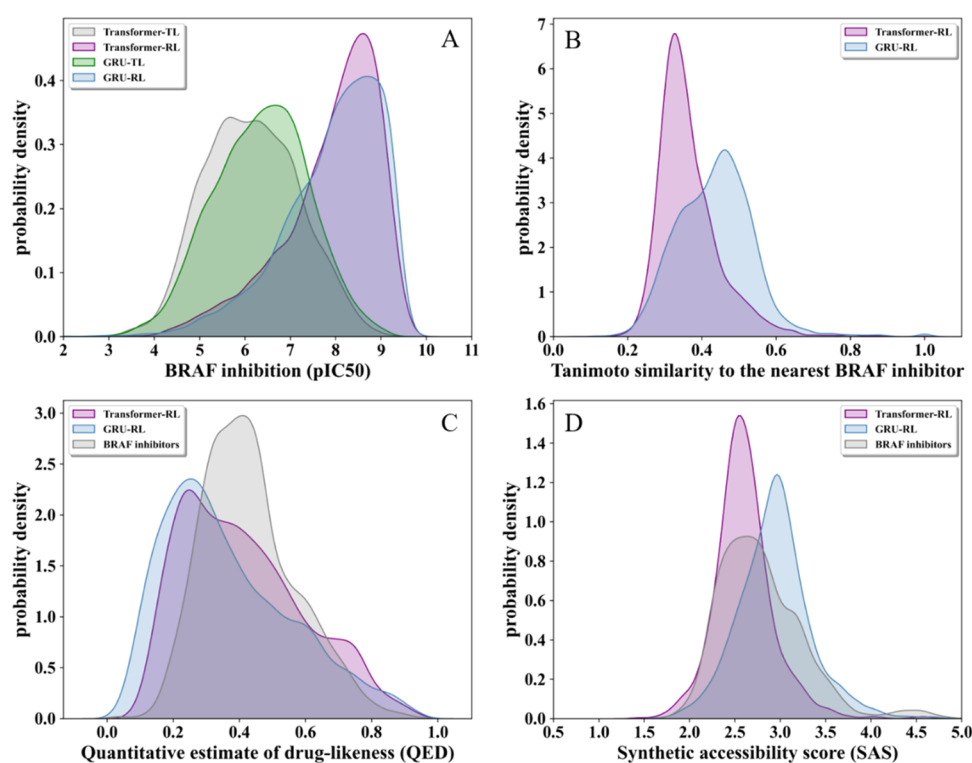 A
Transformer-TL
Transformer-RL
GRU-TL
GRU-RL
probability density
0.4
0.3
0.2
0.1
0.0
2 3 4 5 6 7 8 9 10 11
BRAF inhibition (pIC50)
B
Transformer-RL
GRU-RL
probability density
7
6
5
4
3
2
1
0
0.0 0.2 0.4 0.6 0.8 1.0
Tanimoto similarity to the nearest BRAF inhibitor
C
Transformer-RL
GRU-RL
BRAF inhibitors
probability density
3.0
2.5
2.0
1.5
1.0
0.5
0.0
0.0 0.2 0.4 0.6 0.8 1.0
Quantitative estimate of drug-likeness (QED)
D
Transformer-RL
GRU-RL
BRAF inhibitors
probability density
1.6
1.4
1.2
1.0
0.8
0.6
0.4
0.2
0.0
0.5 1.0 1.5 2.0 2.5 3.0 3.5 4.0 4.5 5.0
Synthetic accessibility score (SAS)